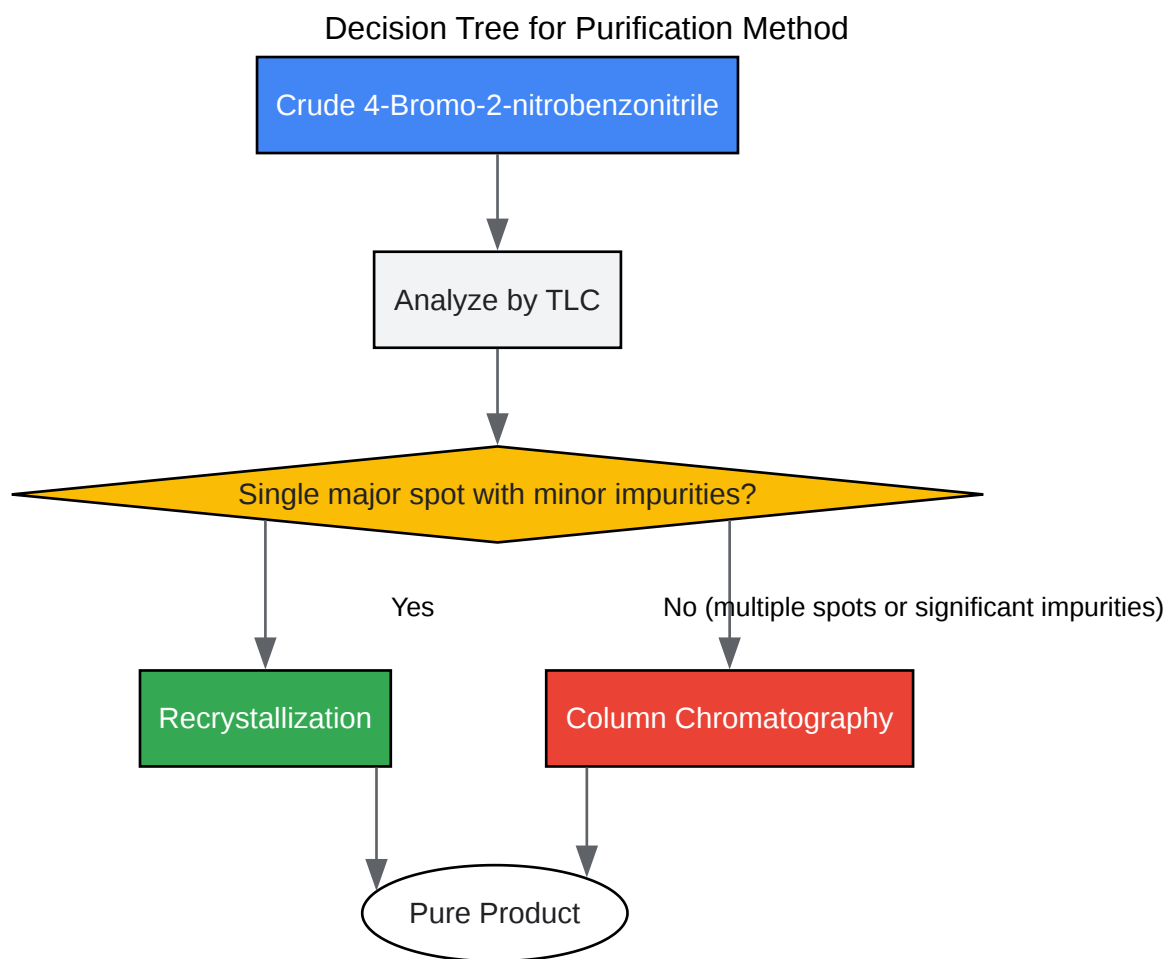 Decision Tree for Purification Method
Crude 4-Bromo-2-nitrobenzonitrile
Analyze by TLC
Single major spot with minor impurities?
Yes
No (multiple spots or significant impurities)
Recrystallization
Column Chromatography
Pure Product